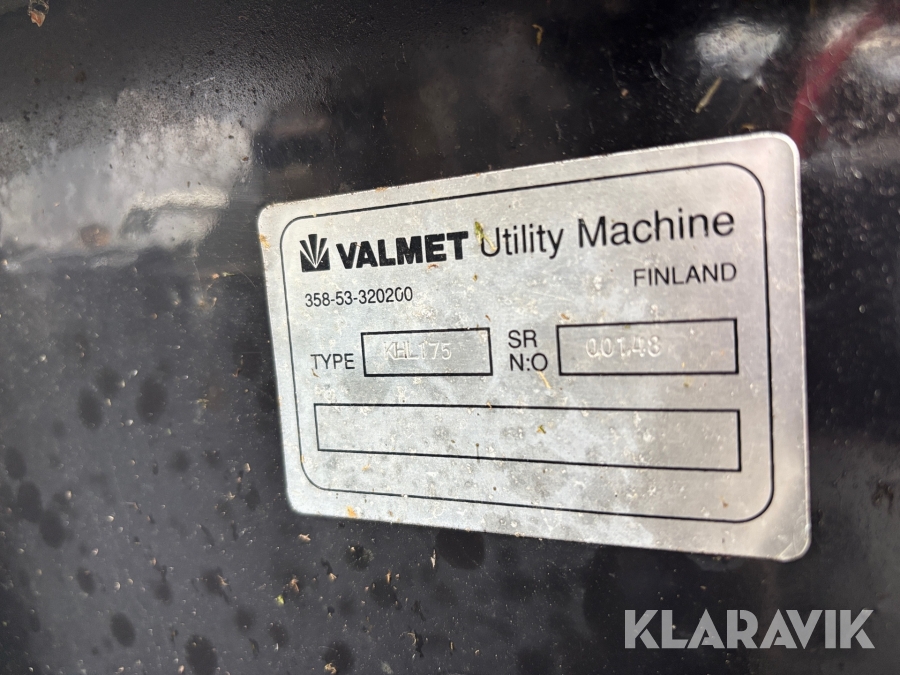 VALMET Utility Machine
FINLAND
358-53-320200
TYPE KHL175 SR N:O 00148
KLARAVIK